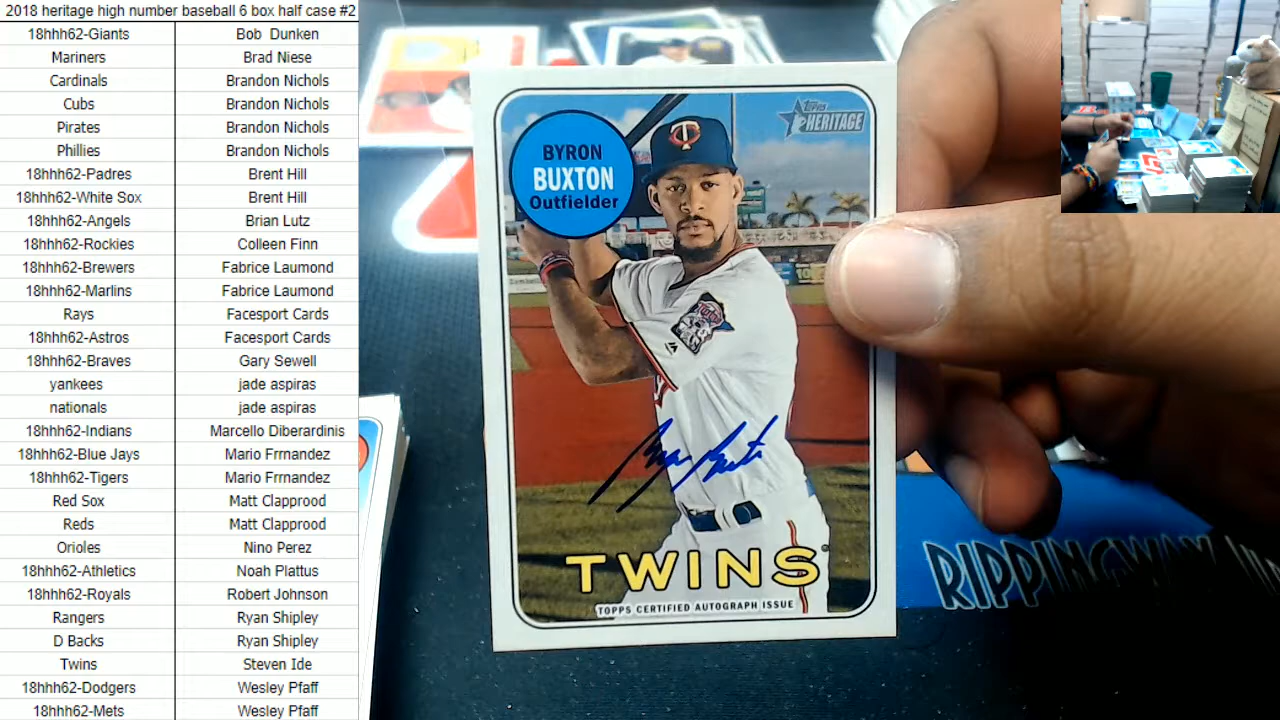 2018 heritage high number baseball 6 box half case #2
18hhh62-Giants Bob Dunken
Mariners Brad Niese
Cardinals Brandon Nichols
Cubs Brandon Nichols
Pirates Brandon Nichols
Phillies Brandon Nichols
18hhh62-Padres Brent Hill
18hhh62-White Sox Brent Hill
18hhh62-Angels Brian Lutz
18hhh62-Rockies Colleen Finn
18hhh62-Brewers Fabrice Laumond
18hhh62-Marlins Fabrice Laumond
Rays Facesport Cards
18hhh62-Astros Facesport Cards
18hhh62-Braves Gary Sewell
yankees jade aspiras
nationals jade aspiras
18hhh62-Indians Marcello Diberardinis
18hhh62-Blue Jays Mario Frrnandez
18hhh62-Tigers Mario Frrnandez
Red Sox Matt Clapprood
Reds Matt Clapprood
Orioles Nino Perez
18hhh62-Athletics Noah Plattus
18hhh62-Royals Robert Johnson
Rangers Ryan Shipley
D Backs Ryan Shipley
Twins Steven Ide
18hhh62-Dodgers Wesley Pfaff
18hhh62-Mets Wesley Pfaff
Topps
HERITAGE
BYRON
BUXTON
Outfielder
TWINS
TOPPS CERTIFIED AUTOGRAPH ISSUE